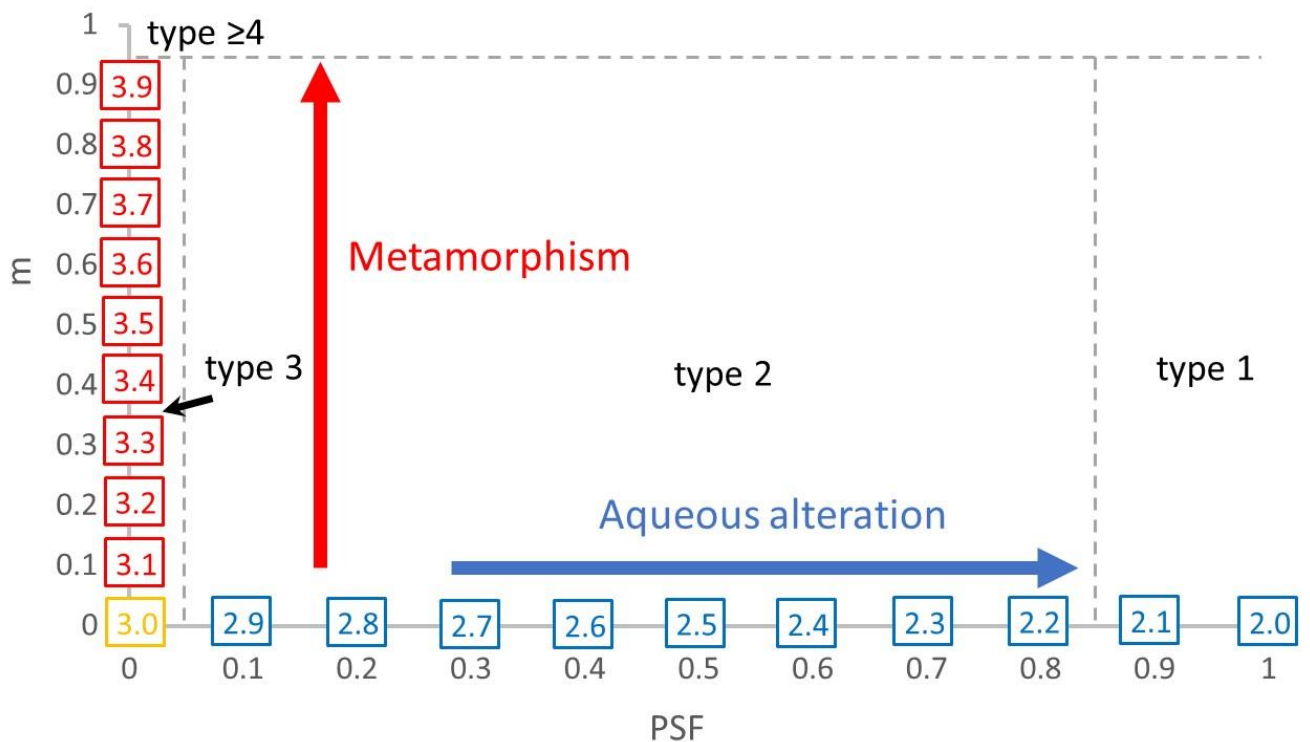 1
type ≥4
0.9
3.9
0.8
3.8
0.7
3.7
0.6
3.6
Metamorphism
m
0.5
3.5
type 3
type 2
type 1
0.4
3.4
0.3
3.3
0.2
3.2
Aqueous alteration
0.1
3.1
0 3.0 2.9 2.8 2.7 2.6 2.5 2.4 2.3 2.2 2.1 2.0
0 0.1 0.2 0.3 0.4 0.5 0.6 0.7 0.8 0.9 1
PSF